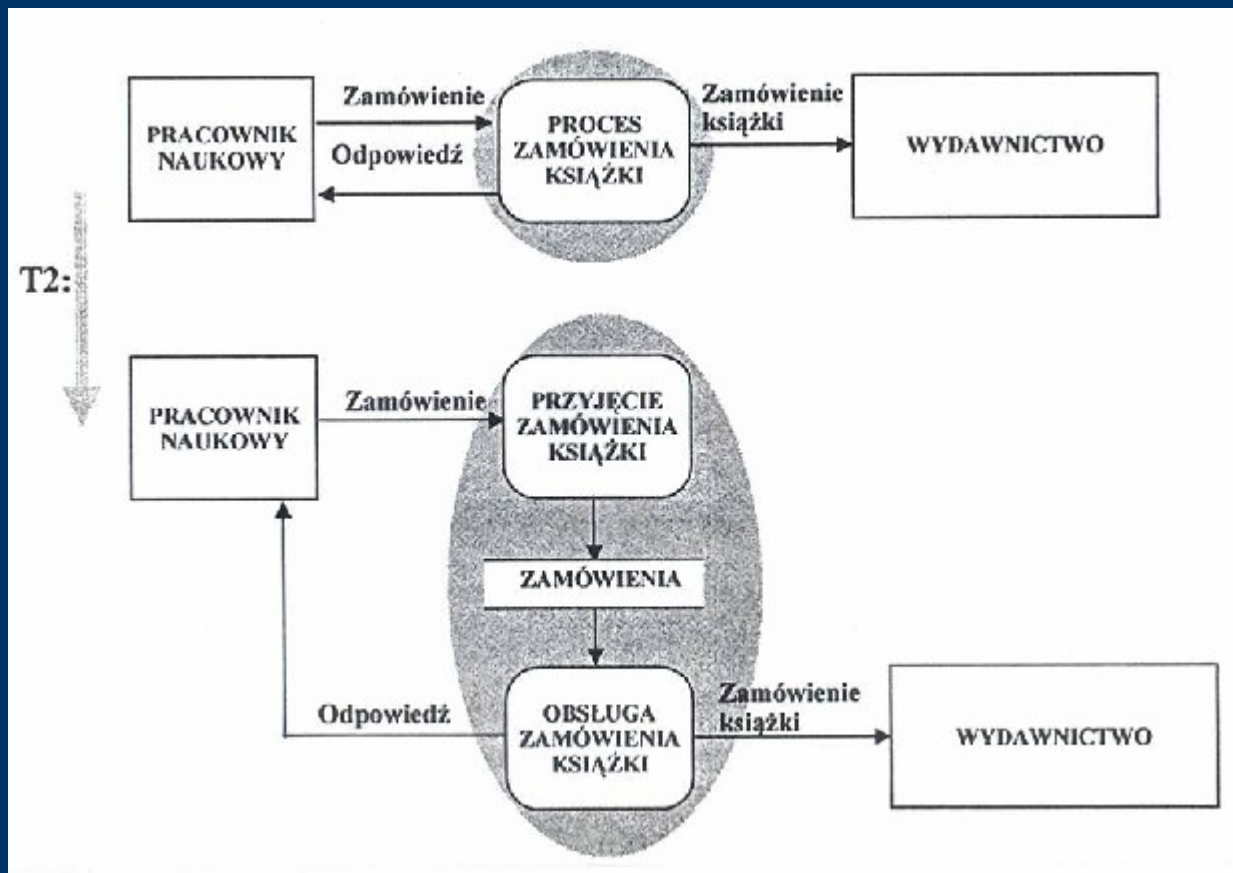 Zamówienie
PRACOWNIK
NAUKOWY
Odpowiedź
PROCES
ZAMÓWIENIA
KSIĄŻKI
Zamówienie
książki
WYDAWNICTWO
T2:
PRACOWNIK
NAUKOWY
Zamówienie
PRZYJĘCIE
ZAMÓWIENIA
KSIĄŻKI
ZAMÓWIENIA
Odpowiedź
OBSŁUGA
ZAMÓWIENIA
KSIĄŻKI
Zamówienie
książki
WYDAWNICTWO